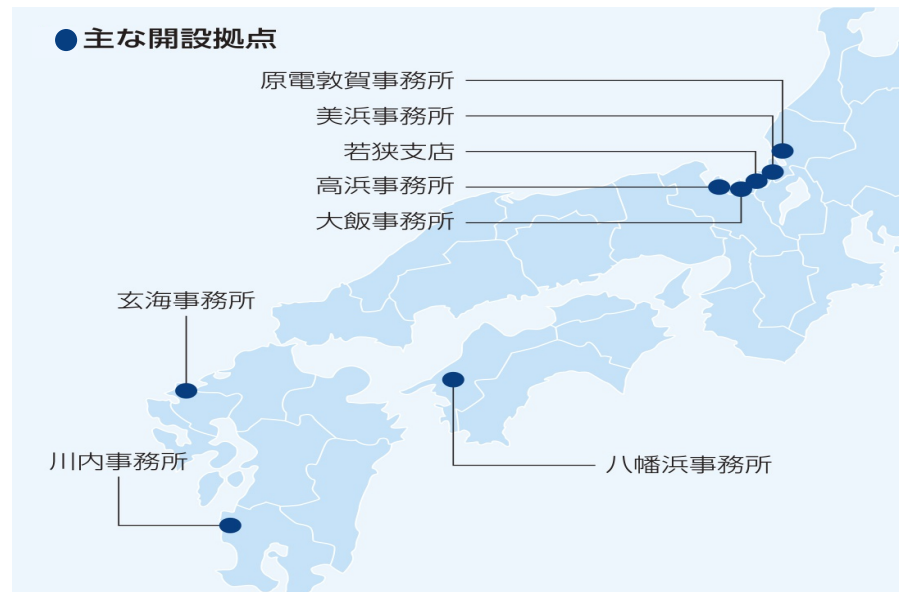 ●主な開設拠点
原電敦賀事務所
美浜事務所
若狭支店
高浜事務所
大飯事務所
玄海事務所
川内事務所
八幡浜事務所